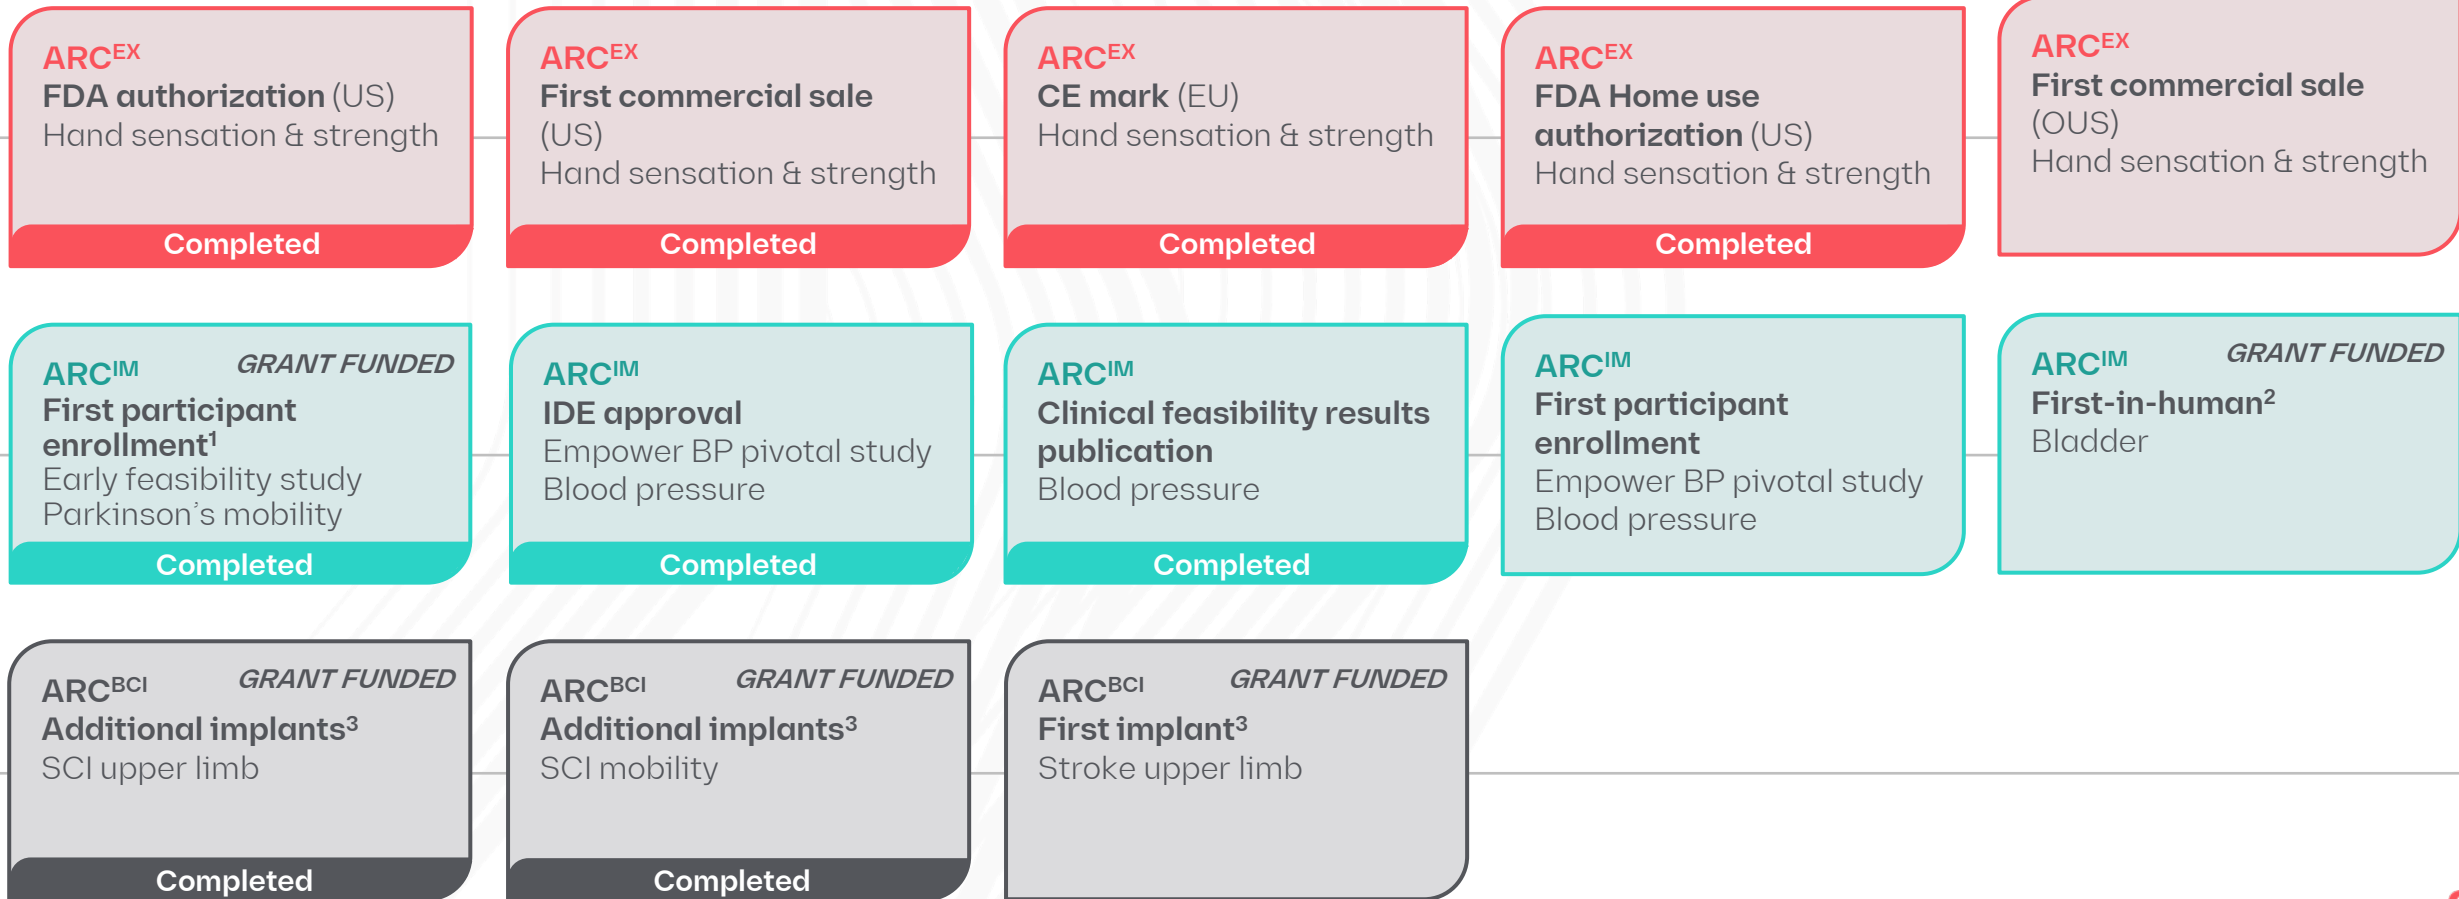 ARCEX
FDA authorization (US)
Hand sensation & strength
Completed
ARCEX
First commercial sale
(US)
Hand sensation & strength
Completed
ARCEX
CE mark (EU)
Hand sensation & strength
Completed
ARCEX
FDA Home use
authorization (US)
Hand sensation & strength
Completed
ARCEX
First commercial sale
(OUS)
Hand sensation & strength
ARCIM GRANT FUNDED
First participant
enrollment¹
Early feasibility study
Parkinson's mobility
Completed
ARCIM
IDE approval
Empower BP pivotal study
Blood pressure
Completed
ARCIM
Clinical feasibility results
publication
Blood pressure
Completed
ARCIM
First participant
enrollment
Empower BP pivotal study
Blood pressure
ARCIM GRANT FUNDED
First-in-human²
Bladder
ARCBCI GRANT FUNDED
Additional implants³
SCI upper limb
Completed
ARCBCI GRANT FUNDED
Additional implants³
SCI mobility
Completed
ARCBCI GRANT FUNDED
First implant³
Stroke upper limb